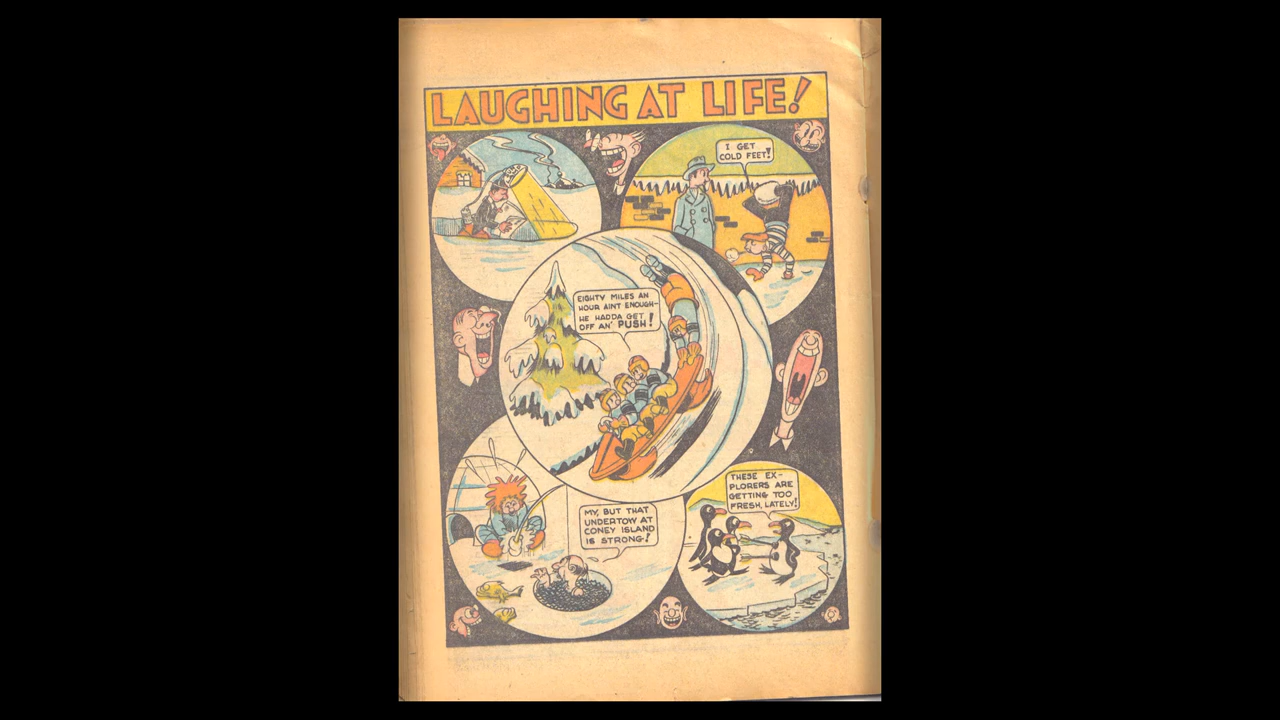 LAUGHING AT LIFE!
I GET
COLD FEET!
EIGHTY MILES AN
HOUR AINT ENOUGH—
HE HADDA GET
OFF AN' PUSH!
MY, BUT THAT
UNDERTOW AT
CONEY ISLAND
IS STRONG!
THESE EX-
PLORERS ARE
GETTING TOO
FRESH, LATELY!